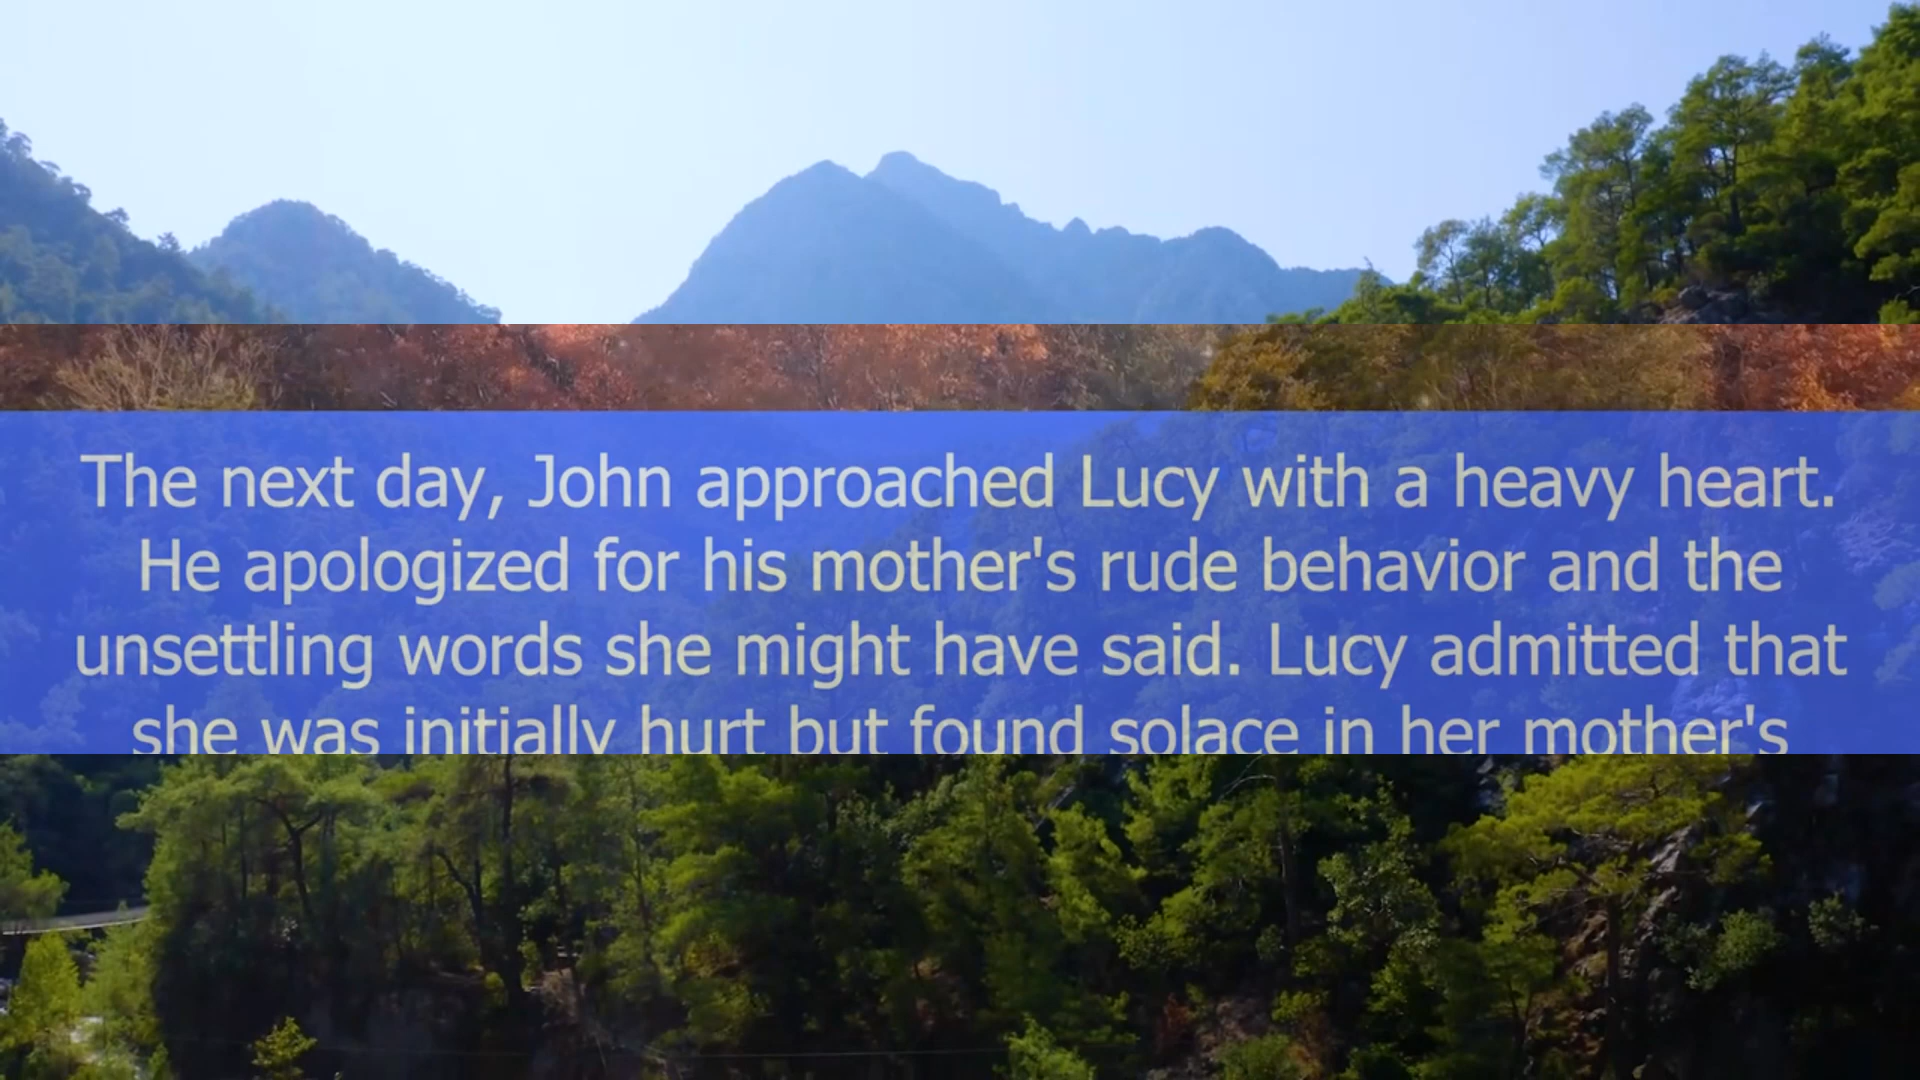 The next day, John approached Lucy with a heavy heart.
He apologized for his mother's rude behavior and the
unsettling words she might have said. Lucy admitted that
she was initially hurt but found solace in her mother's